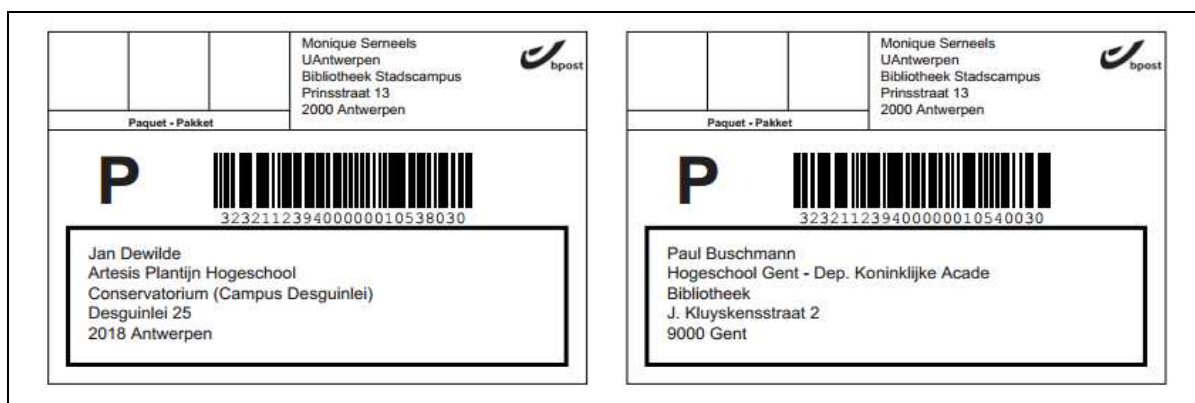 Monique Serneels
UAntwerpen
Bibliotheek Stadscampus
Prinsstraat 13
2000 Antwerpen
bpost
Paquet - Pakket
P
323211239400000010538030
Jan Dewilde
Artesis Plantijn Hogeschool
Conservatorium (Campus Desguinlei)
Desguinlei 25
2018 Antwerpen
Monique Serneels
UAntwerpen
Bibliotheek Stadscampus
Prinsstraat 13
2000 Antwerpen
bpost
Paquet - Pakket
P
323211239400000010540030
Paul Buschmann
Hogeschool Gent - Dep. Koninklijke Acade
Bibliotheek
J. Kluyskensstraat 2
9000 Gent